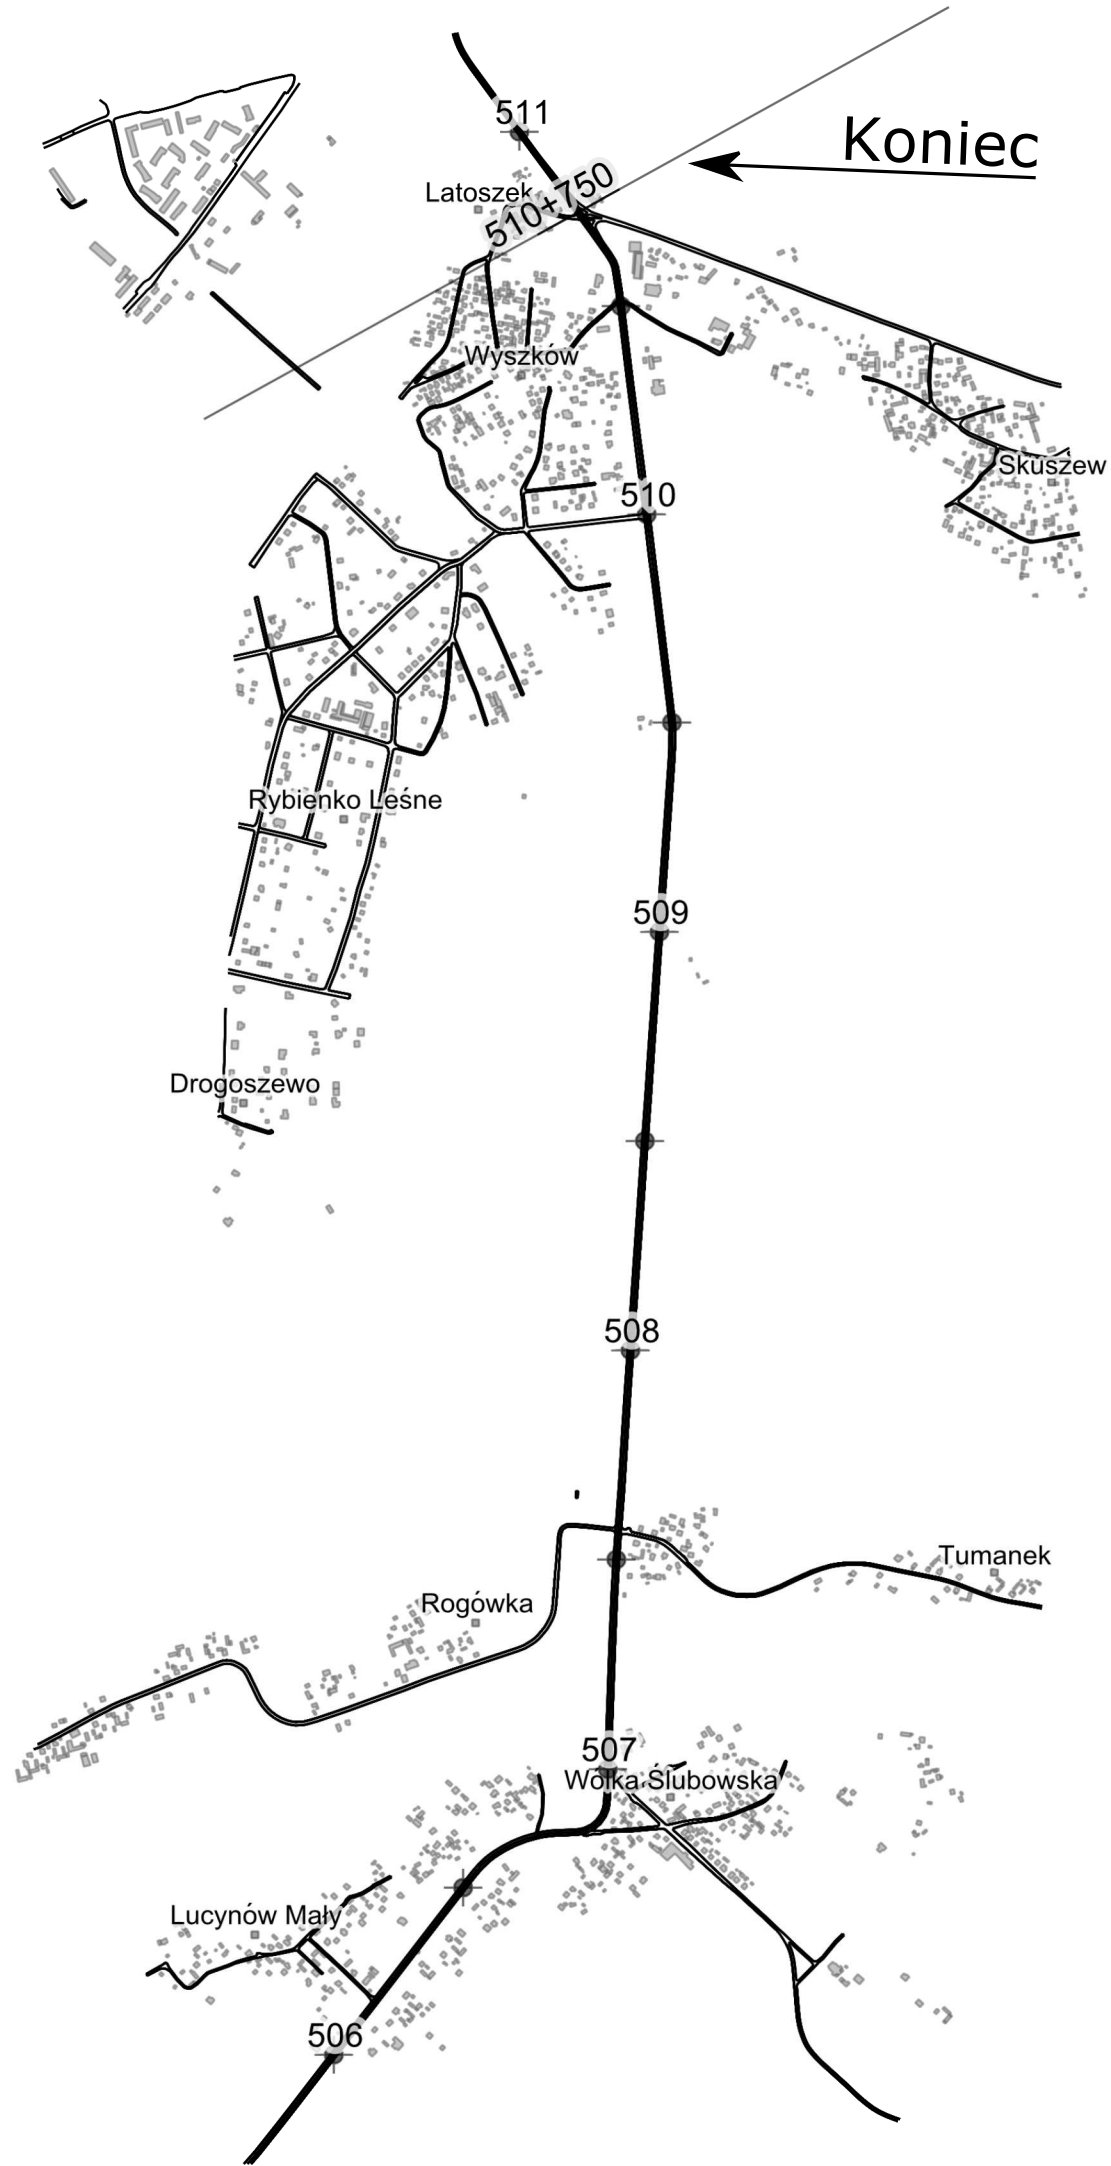 511
Koniec
Latoszek
510+750
Wyszków
Skuszew
510
Rybienko Leśne
509
Drogoszewo
508
Tumanek
Rogówka
507
Wólka Ślubowska
Lucynów Mały
506